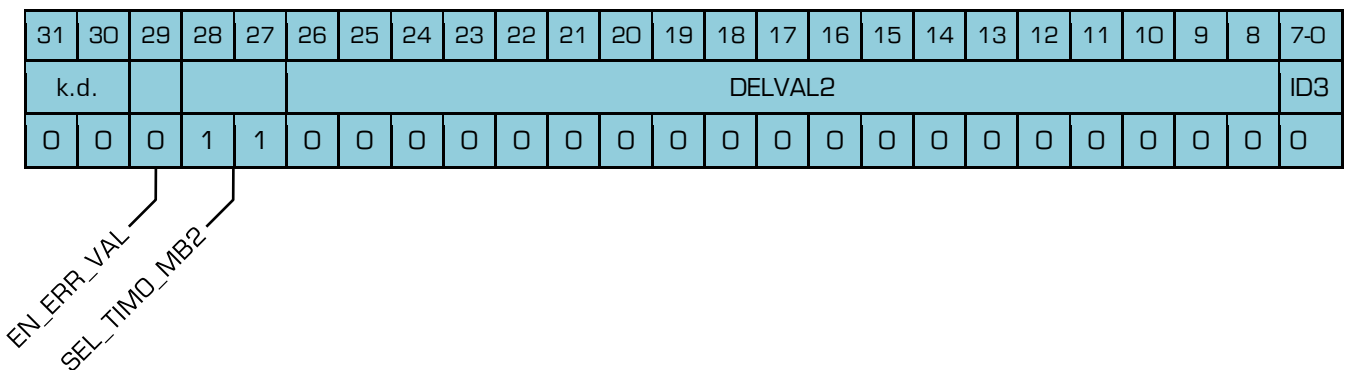 31 30 29 28 27 26 25 24 23 22 21 20 19 18 17 16 15 14 13 12 11 10 9 8 7-0
k.d. DELVAL2 ID3
0 0 0 1 1 0 0 0 0 0 0 0 0 0 0 0 0 0 0 0 0 0 0 0 0
EN_ERR_VAL
SEL_TIMO_MB2